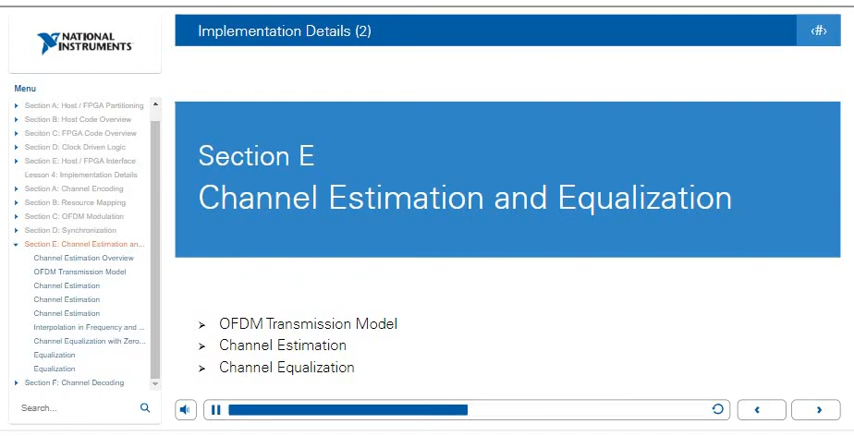 NATIONAL
INSTRUMENTS
Implementation Details (2)
‹#›
Menu
Section A: Host / FPGA Partitioning
Section B: Host Code Overview
Section C: FPGA Code Overview
Section D: Clock Driven Logic
Section E: Host / FPGA Interface
Lesson 4: Implementation Details
Section A: Channel Encoding
Section B: Resource Mapping
Section C: OFDM Modulation
Section D: Synchronization
Section E: Channel Estimation an...
Channel Estimation Overview
OFDM Transmission Model
Channel Estimation
Channel Estimation
Channel Estimation
Interpolation in Frequency and ...
Channel Equalization with Zero...
Equalization
Equalization
Section F: Channel Decoding
Search...
Section E
Channel Estimation and Equalization
➢ OFDM Transmission Model
➢ Channel Estimation
➢ Channel Equalization